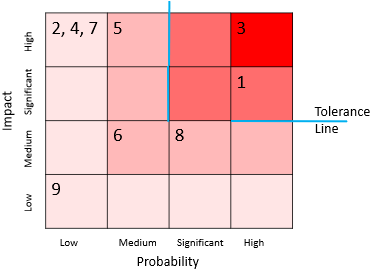 High
2, 4, 7
5
3
Significant
1
Impact
Tolerance
Line
Medium
6
8
Low
9
Low
Medium
Significant
High
Probability